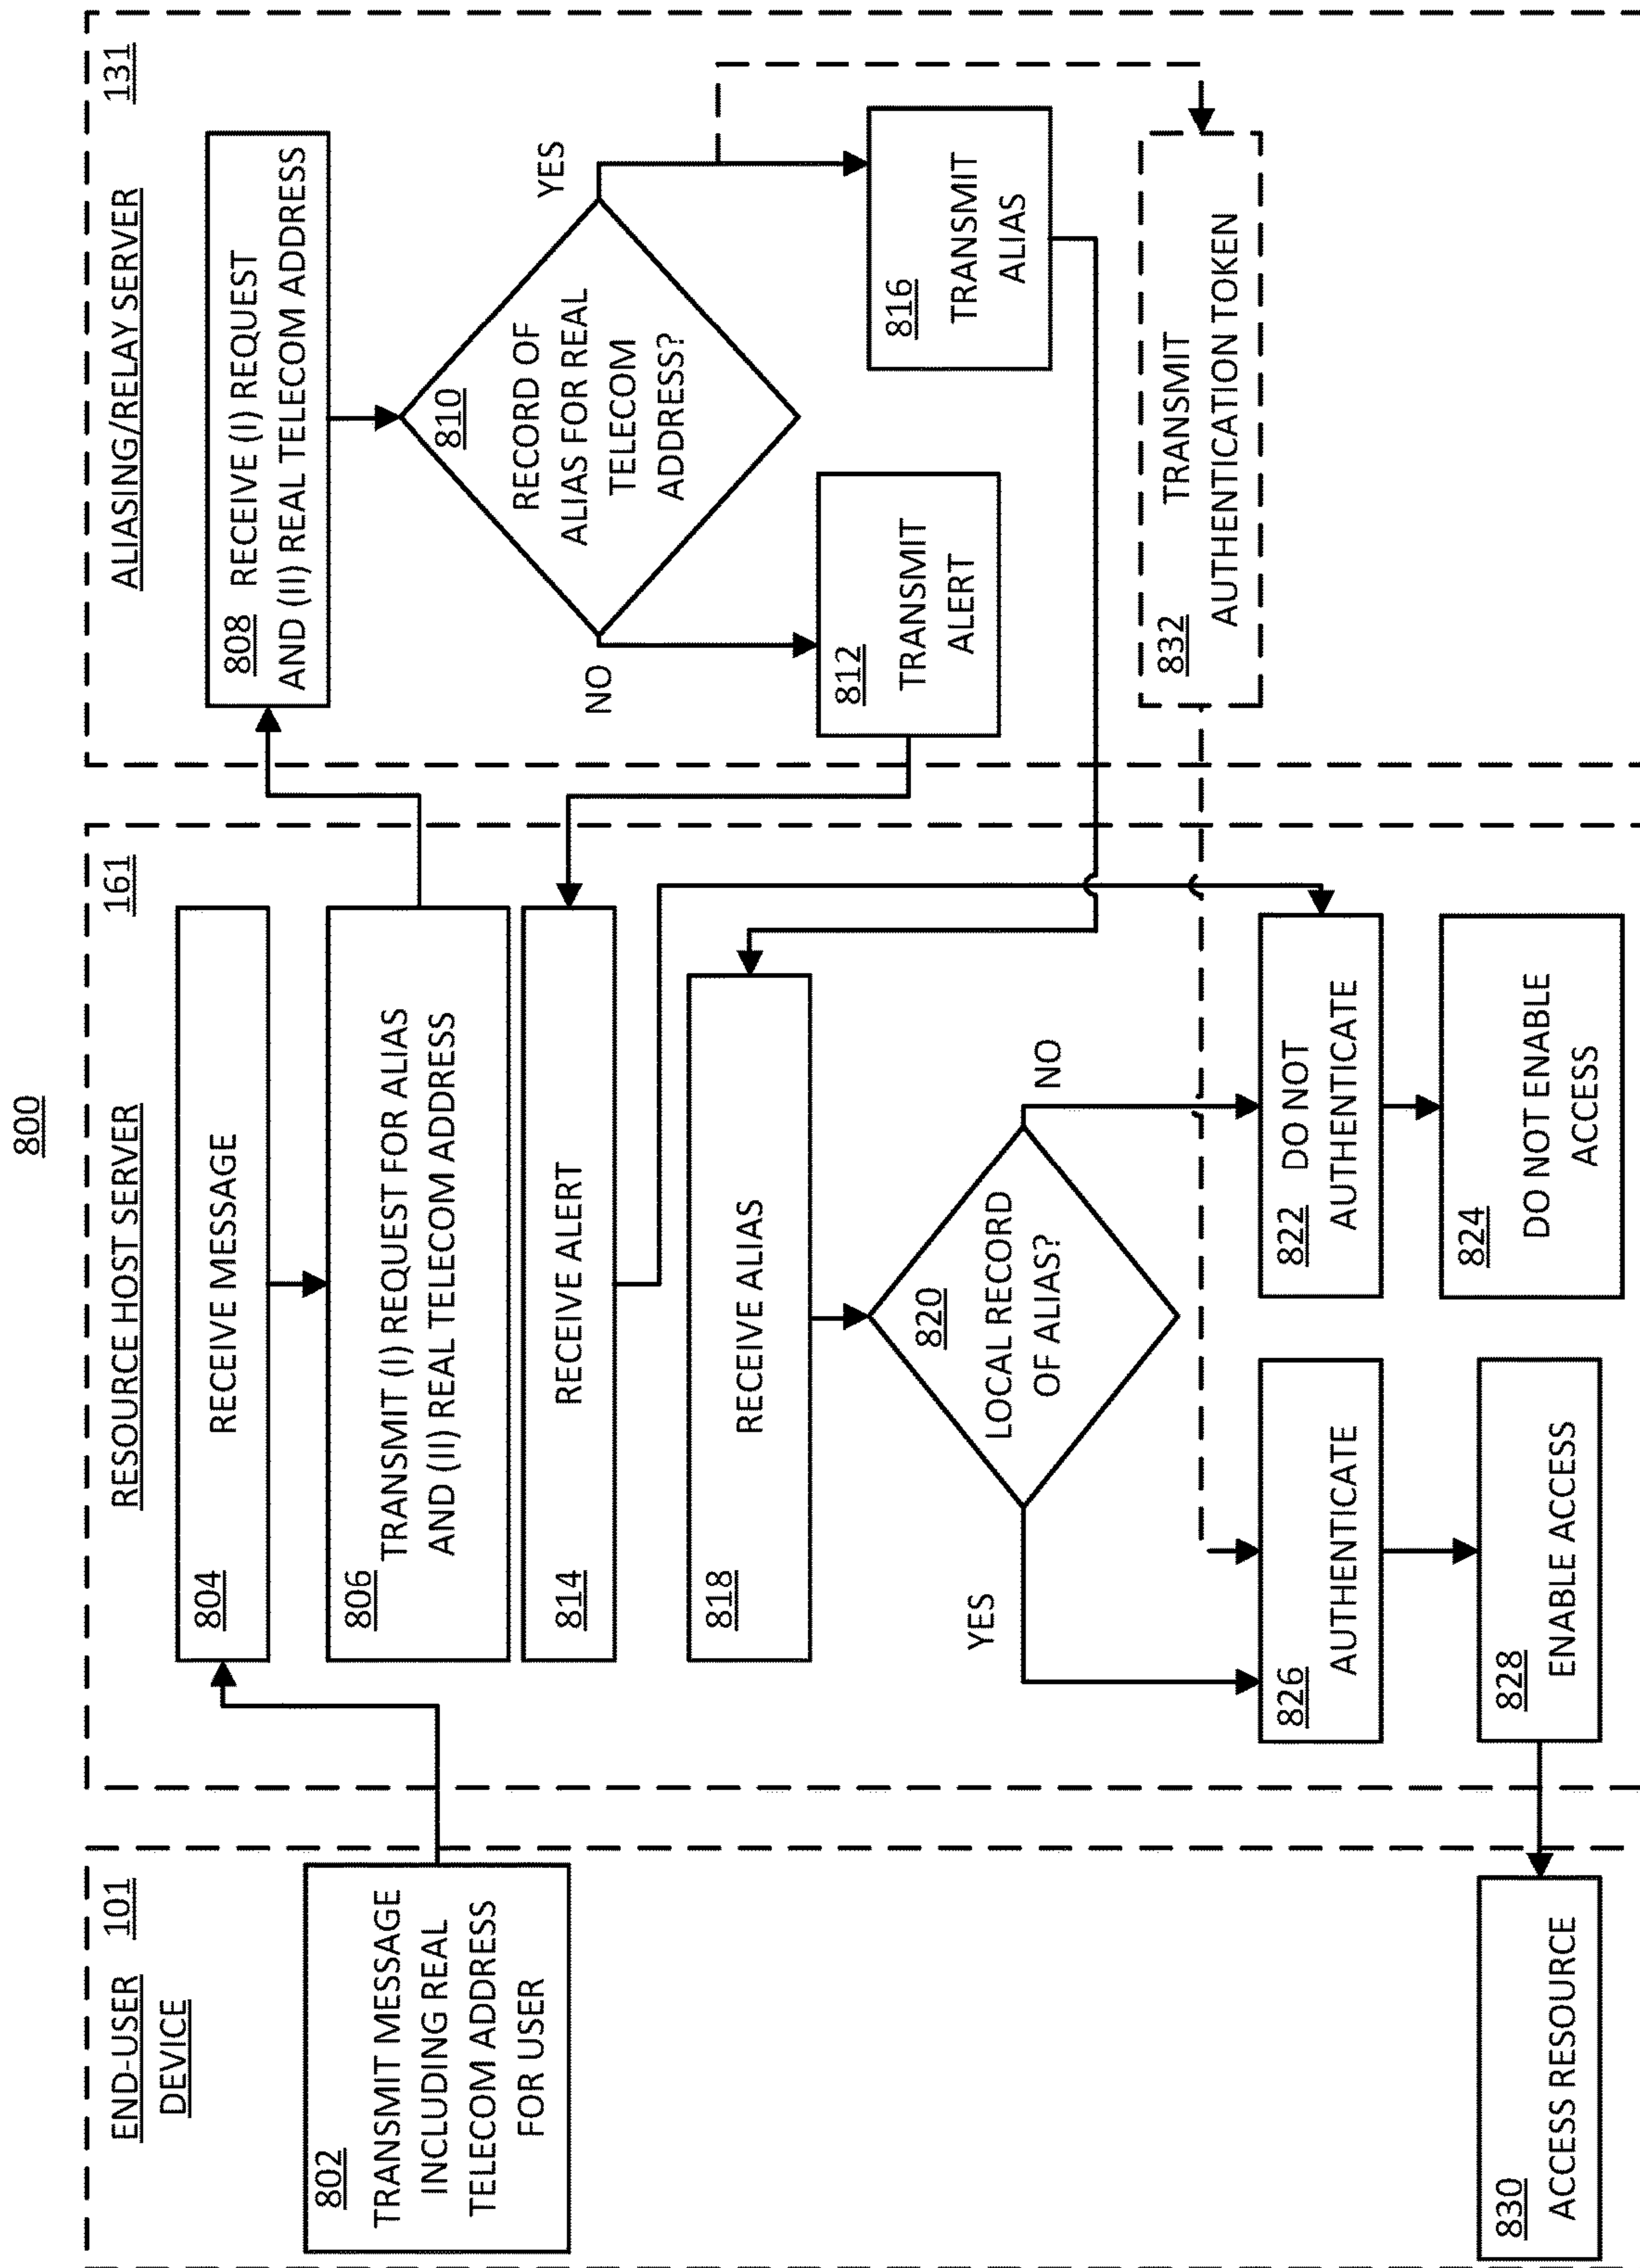 800
END-USER 101
DEVICE
802
TRANSMIT MESSAGE
INCLUDING REAL
TELECOM ADDRESS
FOR USER
830
ACCESS RESOURCE
RESOURCE HOST SERVER 161
804 RECEIVE MESSAGE
806
TRANSMIT (I) REQUEST FOR ALIAS
AND (II) REAL TELECOM ADDRESS
814 RECEIVE ALERT
818 RECEIVE ALIAS
820
LOCAL RECORD
OF ALIAS?
YES
NO
826
AUTHENTICATE
822 DO NOT
AUTHENTICATE
828
ENABLE ACCESS
824
DO NOT ENABLE
ACCESS
ALIASING/RELAY SERVER 131
808 RECEIVE (I) REQUEST
AND (II) REAL TELECOM ADDRESS
810
RECORD OF
ALIAS FOR REAL
TELECOM
ADDRESS?
NO
YES
812
TRANSMIT
ALERT
816
TRANSMIT
ALIAS
832 TRANSMIT
AUTHENTICATION TOKEN